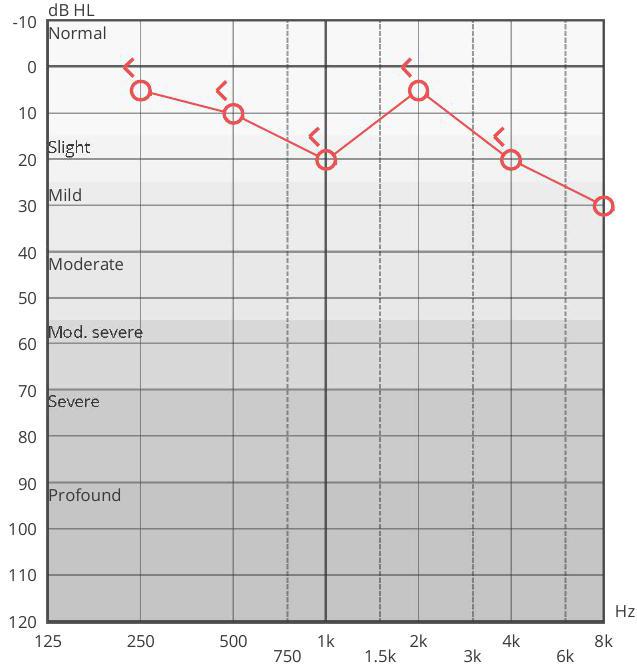 dB HL
-10
Normal
0
10
Slight
20
Mild
30
40
Moderate
50
Mod. severe
60
70
Severe
80
90
Profound
100
110
120
Hz
125 250 500 1k 2k 4k 8k
750 1.5k 3k 6k